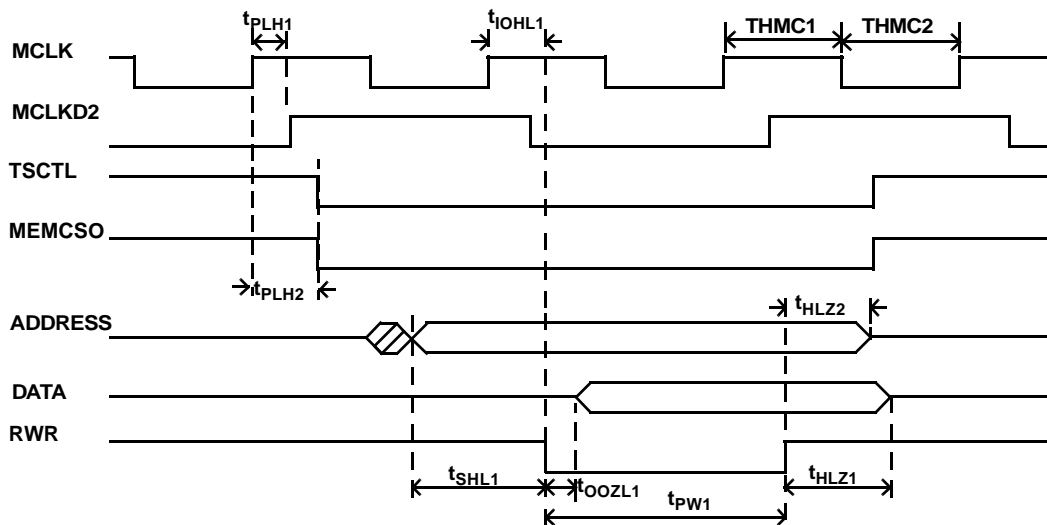 tPLH1
tIOHL1
THMC1
THMC2
MCLK
MCLKD2
TSCTL
MEMCSO
tPLH2
tHLZ2
ADDRESS
DATA
RWR
tSHL1
tOOZL1
tHLZ1
tPW1